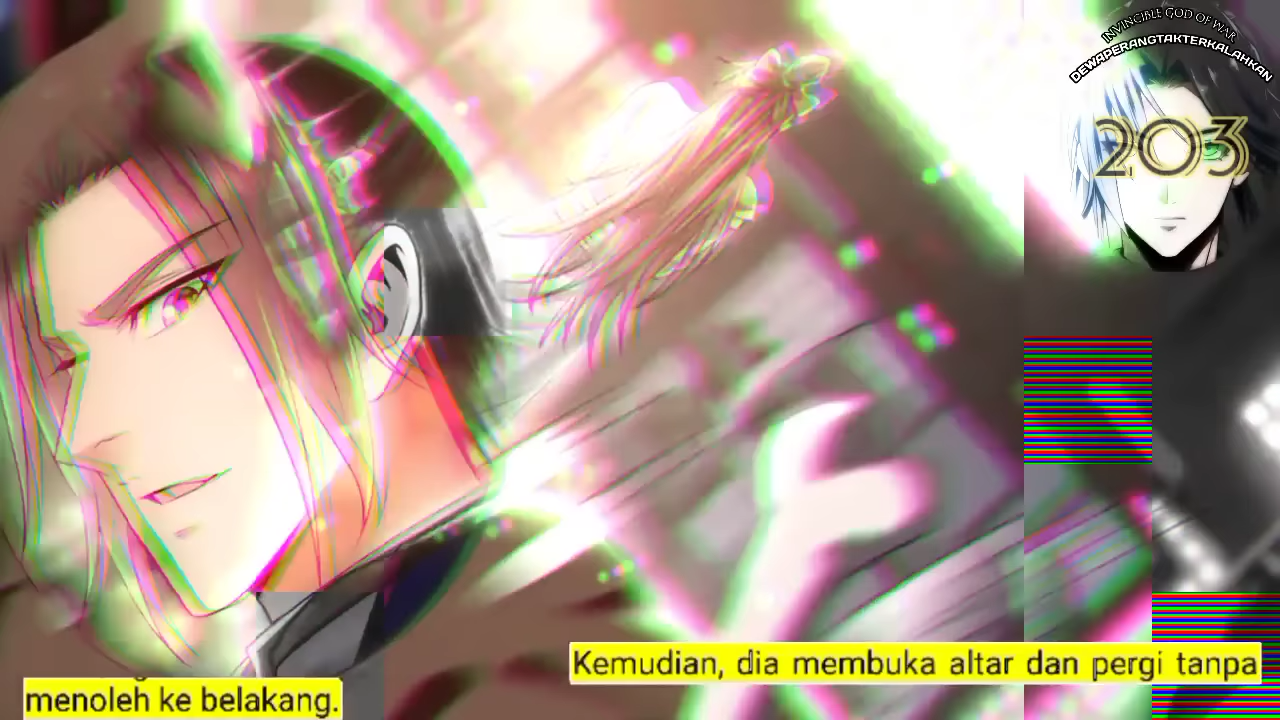 INVINCIBLE GOD OF WAR
DEWAPERANGTAKTERKALAHKAN
203
Kemudian, dia membuka altar dan pergi tanpa
menoleh ke belakang.